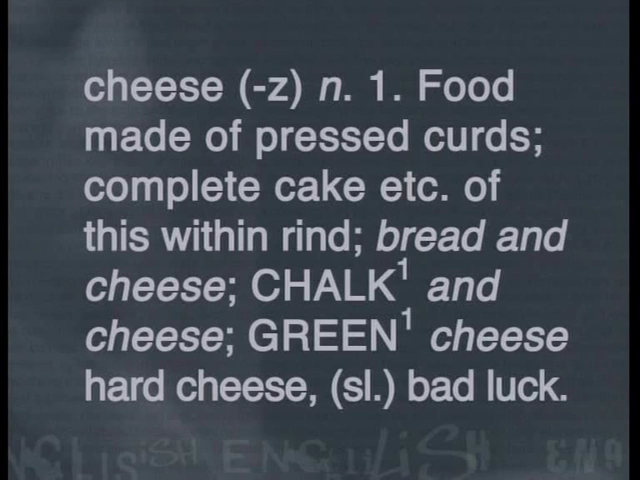 cheese (-z) n. 1. Food
made of pressed curds;
complete cake etc. of
this within rind; bread and
cheese; CHALK¹ and
cheese; GREEN¹ cheese
hard cheese, (sl.) bad luck.
ENGLISH